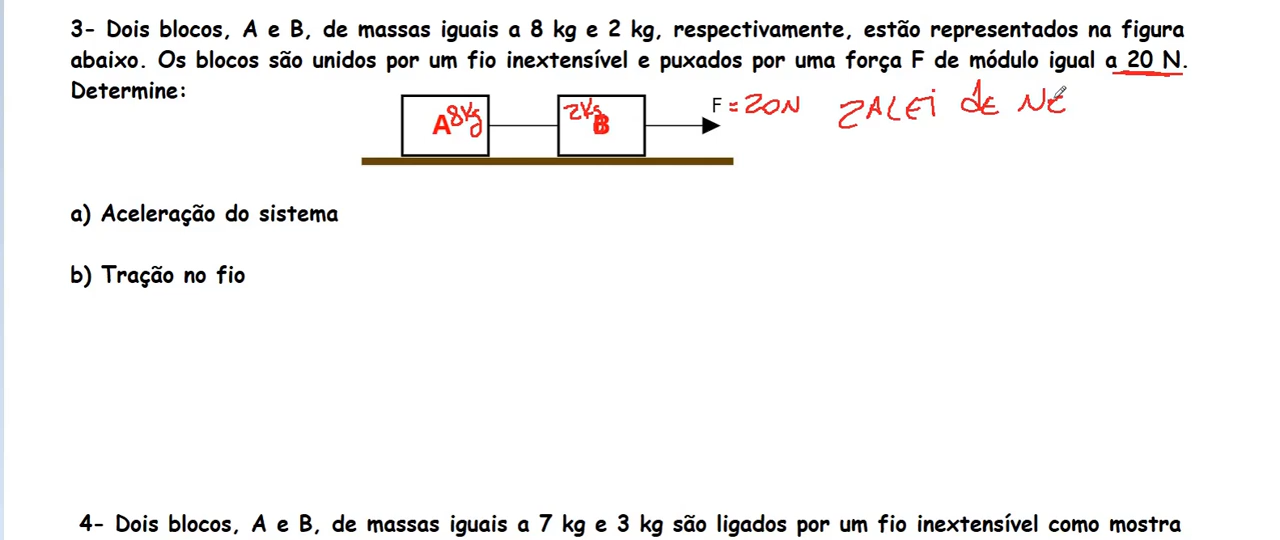 3- Dois blocos, A e B, de massas iguais a 8 kg e 2 kg, respectivamente, estão representados na figura
abaixo. Os blocos são unidos por um fio inextensível e puxados por uma força F de módulo igual a 20 N.
Determine:
A 8Kg 2Kg B F = 20N 2ALEI DE NE
a) Aceleração do sistema
b) Tração no fio
4- Dois blocos, A e B, de massas iguais a 7 kg e 3 kg são ligados por um fio inextensível como mostra